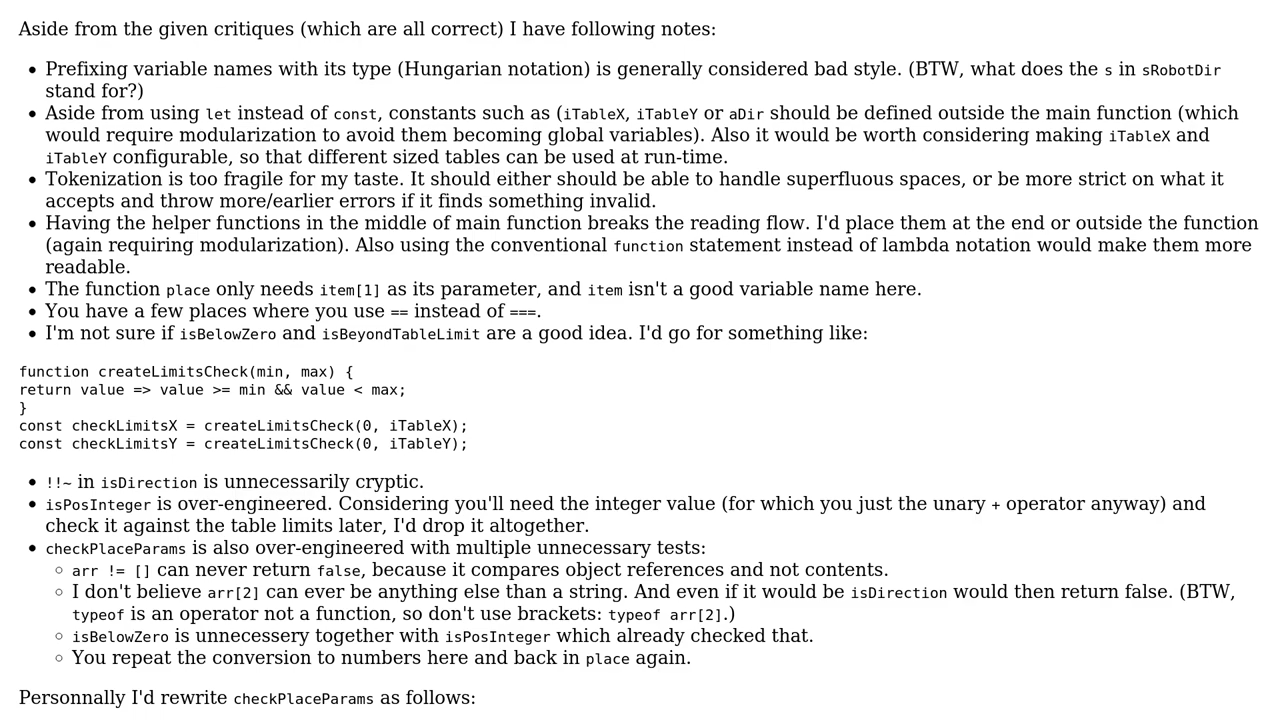 Aside from the given critiques (which are all correct) I have following notes:
• Prefixing variable names with its type (Hungarian notation) is generally considered bad style. (BTW, what does the s in sRobotDir
stand for?)
• Aside from using let instead of const, constants such as (iTableX, iTableY or aDir should be defined outside the main function (which
would require modularization to avoid them becoming global variables). Also it would be worth considering making iTableX and
iTableY configurable, so that different sized tables can be used at run-time.
• Tokenization is too fragile for my taste. It should either should be able to handle superfluous spaces, or be more strict on what it
accepts and throw more/earlier errors if it finds something invalid.
• Having the helper functions in the middle of main function breaks the reading flow. I'd place them at the end or outside the function
(again requiring modularization). Also using the conventional function statement instead of lambda notation would make them more
readable.
• The function place only needs item[1] as its parameter, and item isn't a good variable name here.
• You have a few places where you use == instead of ===.
• I'm not sure if isBelowZero and isBeyondTableLimit are a good idea. I'd go for something like:
function createLimitsCheck(min, max) {
return value => value >= min && value < max;
}
const checkLimitsX = createLimitsCheck(0, iTableX);
const checkLimitsY = createLimitsCheck(0, iTableY);
• !!~ in isDirection is unnecessarily cryptic.
• isPosInteger is over-engineered. Considering you'll need the integer value (for which you just the unary + operator anyway) and
check it against the table limits later, I'd drop it altogether.
• checkPlaceParams is also over-engineered with multiple unnecessary tests:
◦ arr != [] can never return false, because it compares object references and not contents.
◦ I don't believe arr[2] can ever be anything else than a string. And even if it would be isDirection would then return false. (BTW,
typeof is an operator not a function, so don't use brackets: typeof arr[2].)
◦ isBelowZero is unnecessery together with isPosInteger which already checked that.
◦ You repeat the conversion to numbers here and back in place again.
Personnally I'd rewrite checkPlaceParams as follows: